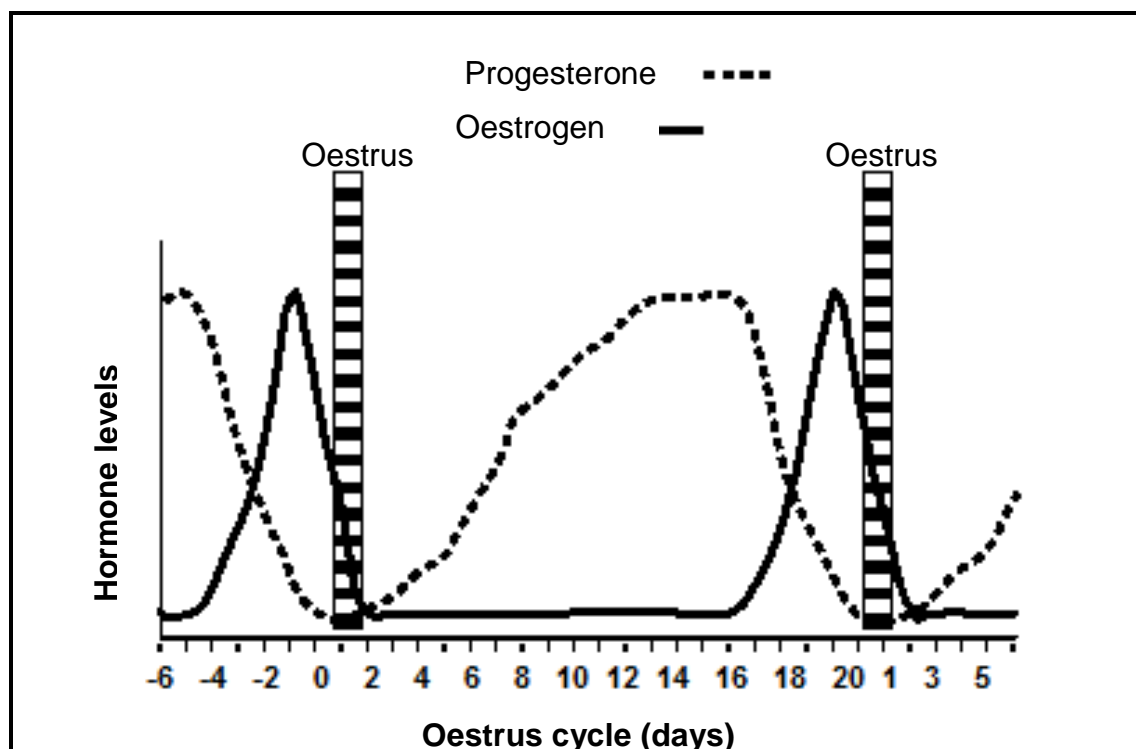 Progesterone
Oestrogen
Oestrus Oestrus
Hormone levels
-6 -4 -2 0 2 4 6 8 10 12 14 16 18 20 1 3 5
Oestrus cycle (days)